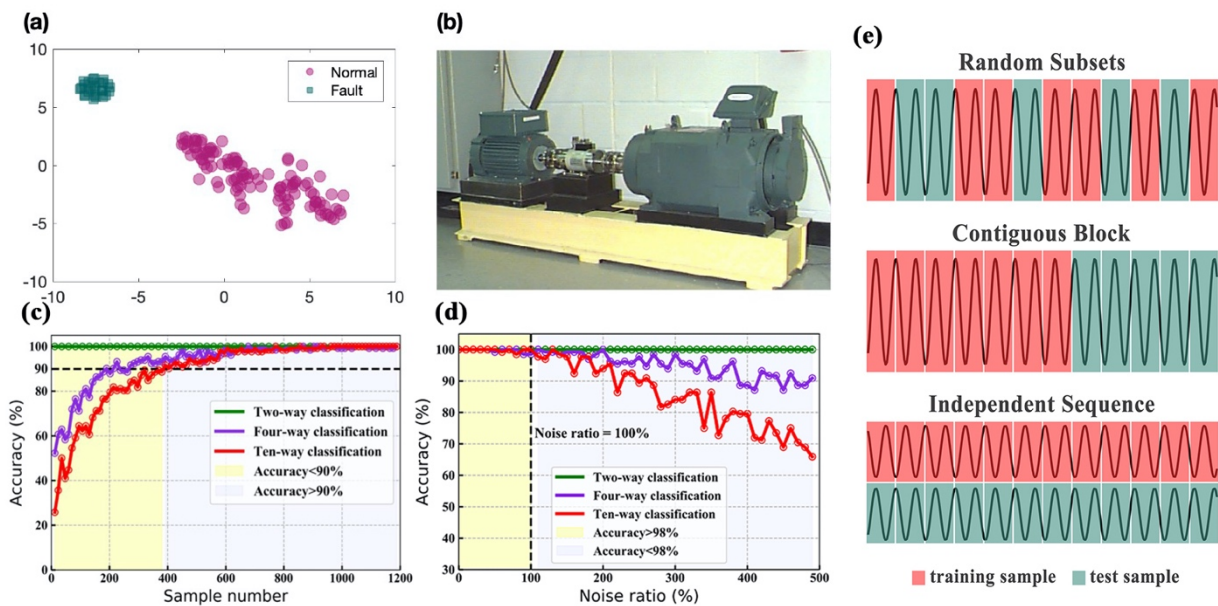 (a)
10
5
0
-5
-10
-10
-5
0
5
10
Normal
Fault
(b)
(c)
Accuracy (%)
100
90
80
60
40
20
0
0
200
400
600
800
1000
1200
Sample number
Two-way classification
Four-way classification
Ten-way classification
Accuracy<90%
Accuracy>90%
(d)
Accuracy (%)
100
90
80
70
60
50
40
30
0
100
200
300
400
500
Noise ratio (%)
Noise ratio = 100%
Two-way classification
Four-way classification
Ten-way classification
Accuracy>98%
Accuracy<98%
(e)
Random Subsets
Contiguous Block
Independent Sequence
training sample
test sample